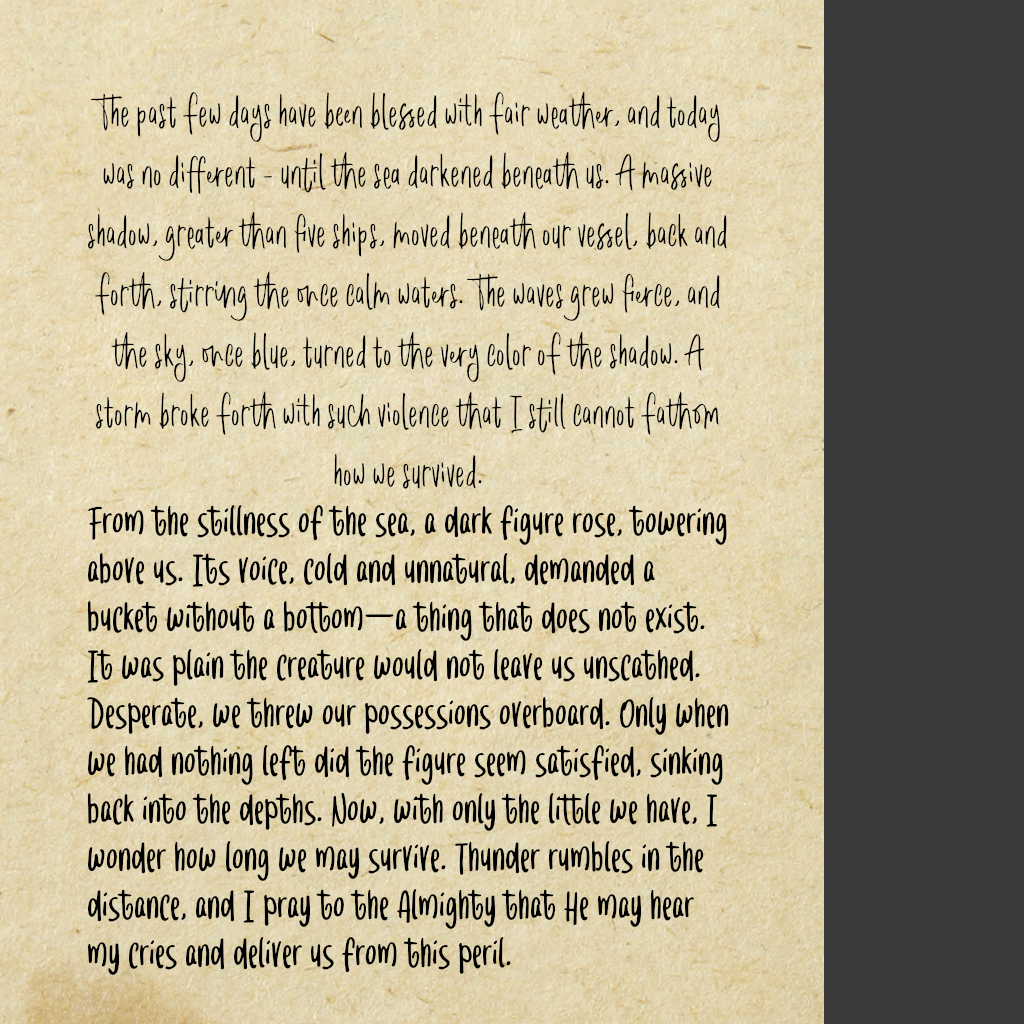 The past few days have been blessed with fair weather, and today
was no different - until the sea darkened beneath us. A massive
shadow, greater than five ships, moved beneath our vessel, back and
forth, stirring the once calm waters. The waves grew fierce, and
the sky, once blue, turned to the very color of the shadow. A
storm broke forth with such violence that I still cannot fathom
how we survived.
From the stillness of the sea, a dark figure rose, towering
above us. Its voice, cold and unnatural, demanded a
bucket without a bottom—a thing that does not exist.
It was plain the creature would not leave us unscathed.
Desperate, we threw our possessions overboard. Only when
we had nothing left did the figure seem satisfied, sinking
back into the depths. Now, with only the little we have, I
wonder how long we may survive. Thunder rumbles in the
distance, and I pray to the Almighty that He may hear
my cries and deliver us from this peril.